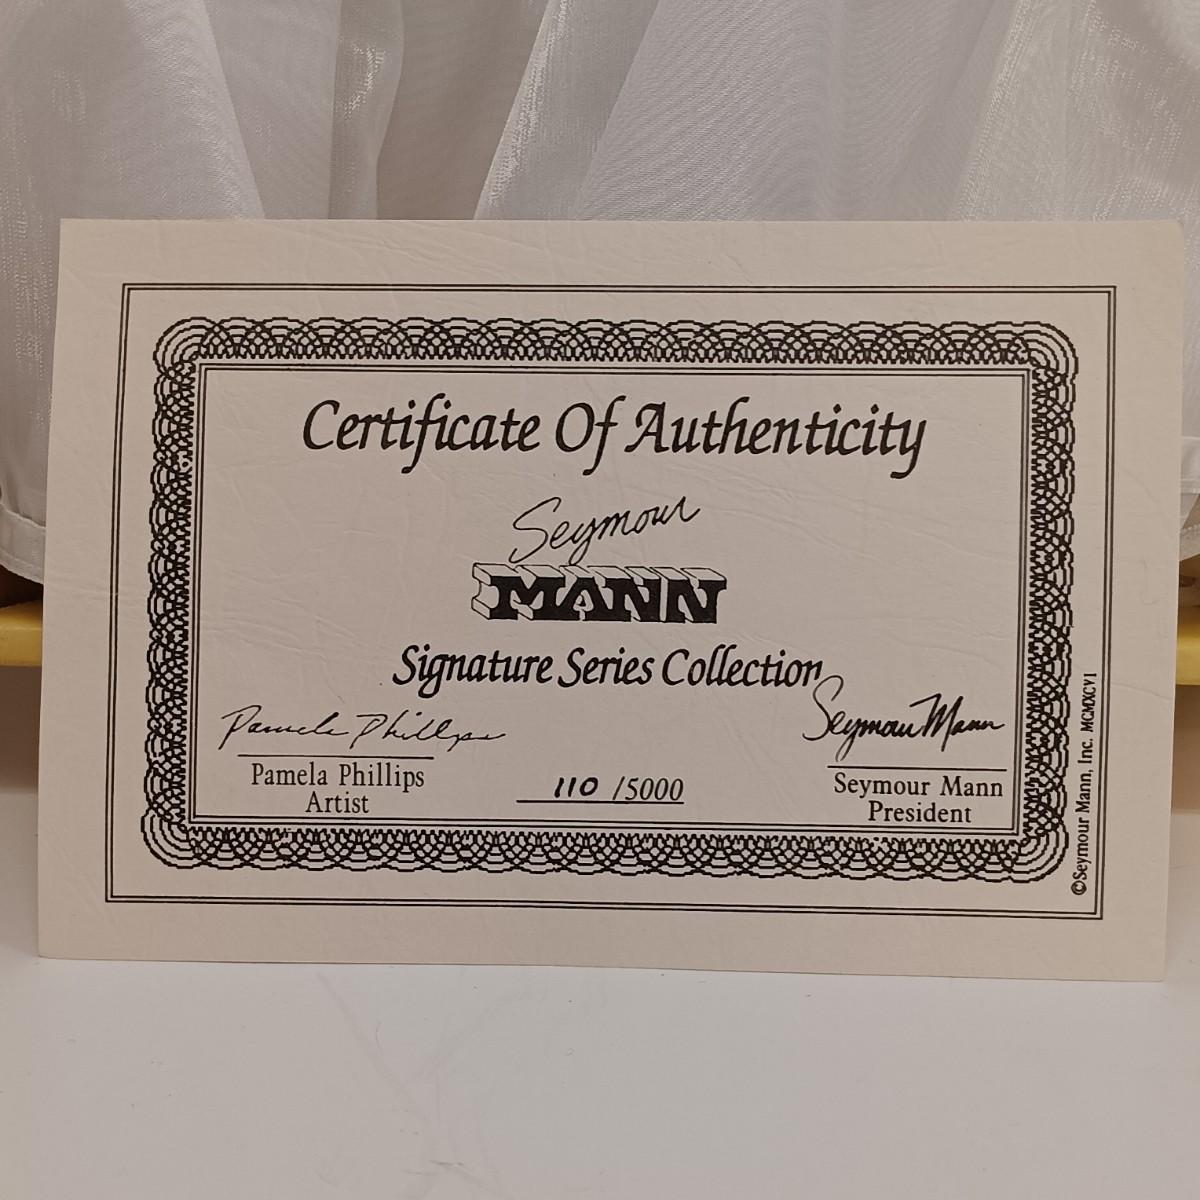 Certificate Of Authenticity
Seymour
MANN
Signature Series Collection
Pamela Phillips
Seymour Mann
Pamela Phillips
Artist
110 /5000
Seymour Mann
President
©Seymour Mann, Inc. MCMXCVI